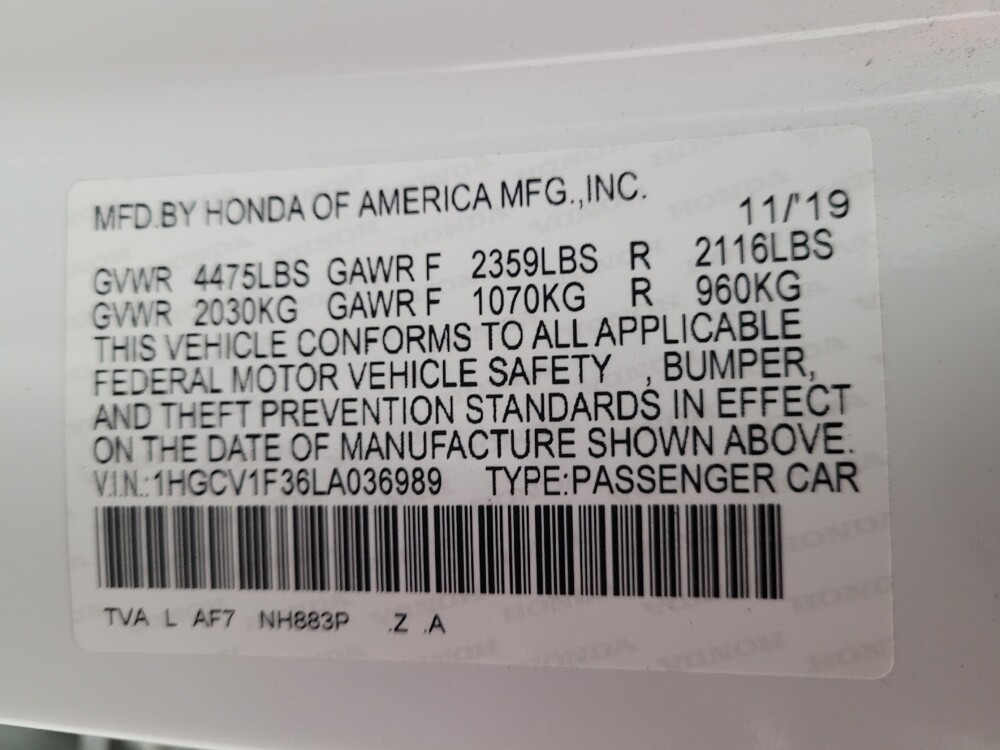 MFD.BY HONDA OF AMERICA MFG.,INC. 11/'19
GVWR 4475LBS GAWR F 2359LBS R 2116LBS
GVWR 2030KG GAWR F 1070KG R 960KG
THIS VEHICLE CONFORMS TO ALL APPLICABLE
FEDERAL MOTOR VEHICLE SAFETY , BUMPER,
AND THEFT PREVENTION STANDARDS IN EFFECT
ON THE DATE OF MANUFACTURE SHOWN ABOVE.
V.I.N.:1HGCV1F36LA036989 TYPE:PASSENGER CAR
TVA L AF7 NH883P .Z .A